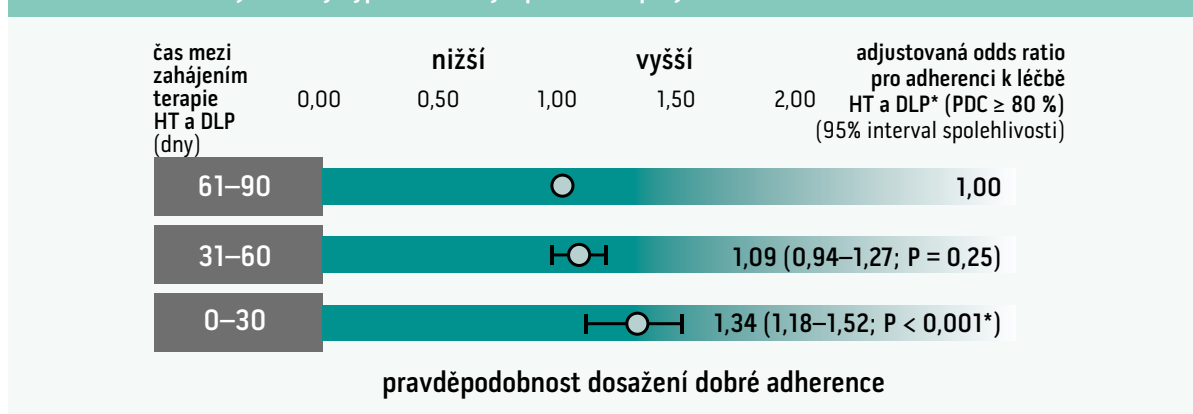 čas mezi
zahájením
terapie
HT a DLP
(dny)
nižší
vyšší
0,00 0,50 1,00 1,50 2,00
adjustovaná odds ratio
pro adherenci k léčbě
HT a DLP* (PDC ≥ 80 %)
(95% interval spolehlivosti)
61–90 1,00
31–60 1,09 (0,94–1,27; P = 0,25)
0–30 1,34 (1,18–1,52; P < 0,001*)
pravděpodobnost dosažení dobré adherence